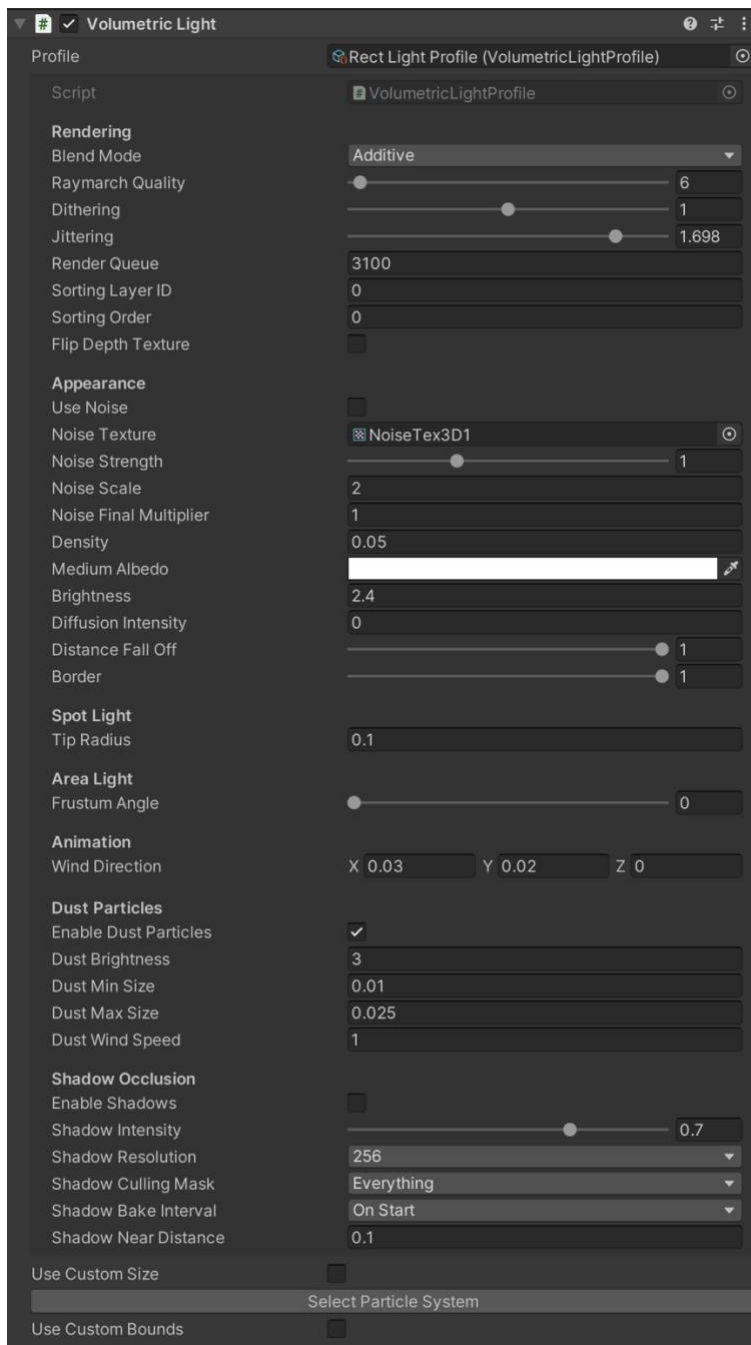 # Volumetric Light
Profile Rect Light Profile (VolumetricLightProfile)
Script # VolumetricLightProfile
Rendering
Blend Mode Additive
Raymarch Quality 6
Dithering 1
Jittering 1.698
Render Queue 3100
Sorting Layer ID 0
Sorting Order 0
Flip Depth Texture
Appearance
Use Noise
Noise Texture NoiseTex3D1
Noise Strength 1
Noise Scale 2
Noise Final Multiplier 1
Density 0.05
Medium Albedo
Brightness 2.4
Diffusion Intensity 0
Distance Fall Off 1
Border 1
Spot Light
Tip Radius 0.1
Area Light
Frustum Angle 0
Animation
Wind Direction X 0.03 Y 0.02 Z 0
Dust Particles
Enable Dust Particles
Dust Brightness 3
Dust Min Size 0.01
Dust Max Size 0.025
Dust Wind Speed 1
Shadow Occlusion
Enable Shadows
Shadow Intensity 0.7
Shadow Resolution 256
Shadow Culling Mask Everything
Shadow Bake Interval On Start
Shadow Near Distance 0.1
Use Custom Size
Select Particle System
Use Custom Bounds